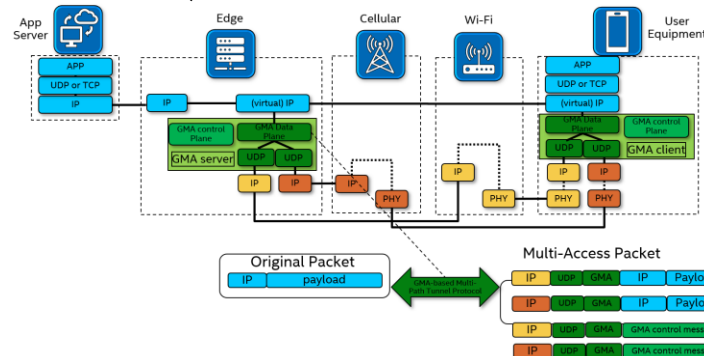 App
Server
Edge
Cellular
Wi-Fi
User
Equipment
APP
UDP or TCP
IP
IP
(virtual) IP
GMA control
Plane
GMA Data
Plane
GMA server
UDP
UDP
IP
IP
IP
PHY
IP
PHY
APP
UDP or TCP
(virtual) IP
GMA Data
Plane
GMA control
Plane
UDP
UDP
GMA client
IP
IP
PHY
PHY
Original Packet
IP
payload
GMA-based Multi-
Path Tunnel Protocol
Multi-Access Packet
IP UDP GMA IP Paylo
IP UDP GMA IP Paylo
IP UDP GMA GMA control mess
IP UDP GMA GMA control mess